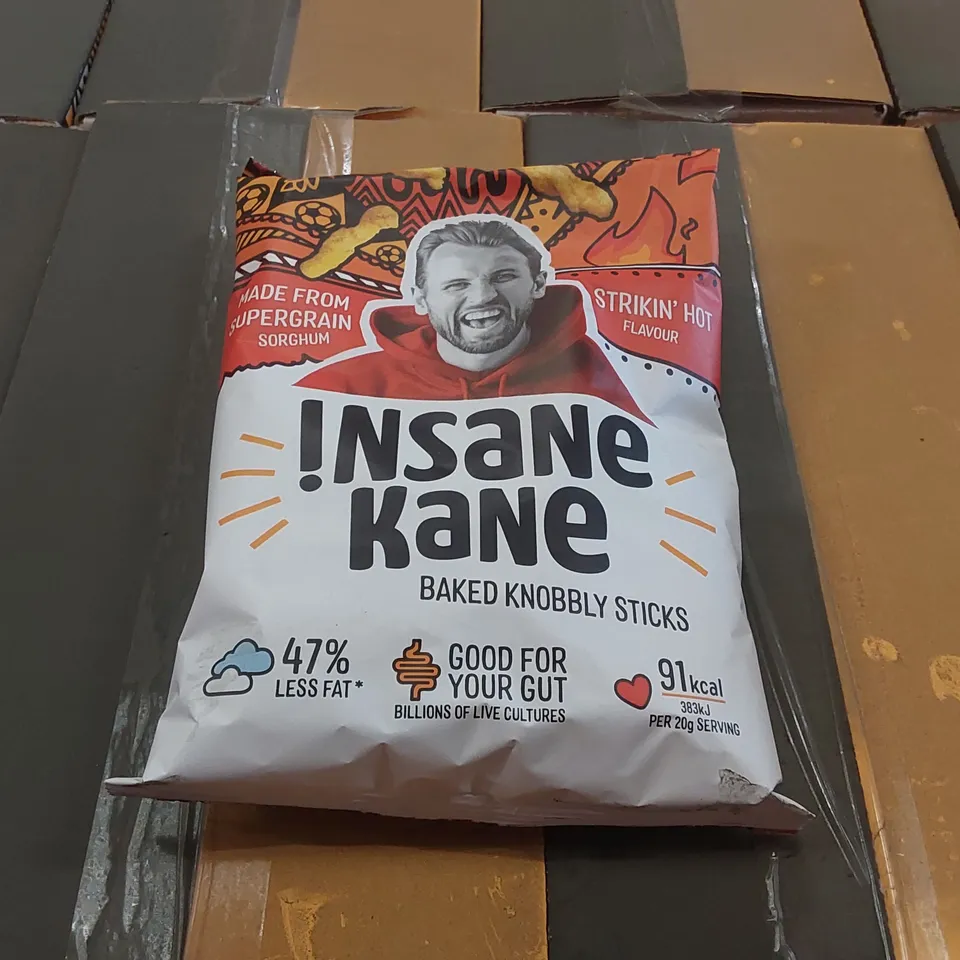 MADE FROM
SUPERGRAIN
SORGHUM
STRIKIN' HOT
FLAVOUR
!NSANE
KANE
BAKED KNOBBLY STICKS
47%
LESS FAT*
GOOD FOR
YOUR GUT
BILLIONS OF LIVE CULTURES
91kcal
383kJ
PER 20g SERVING